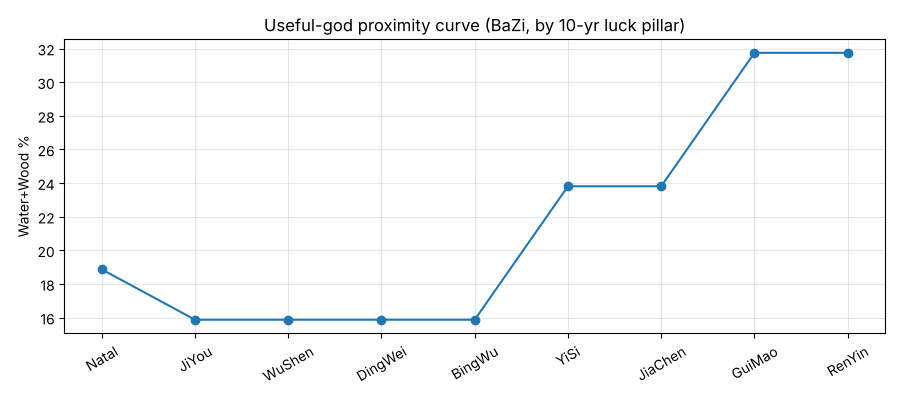 Useful-god proximity curve (BaZi, by 10-yr luck pillar)
Water+Wood %
32
30
28
26
24
22
20
18
16
Natal
JiYou
WuShen
DingWei
BingWu
YiSi
JiaChen
GuiMao
RenYin